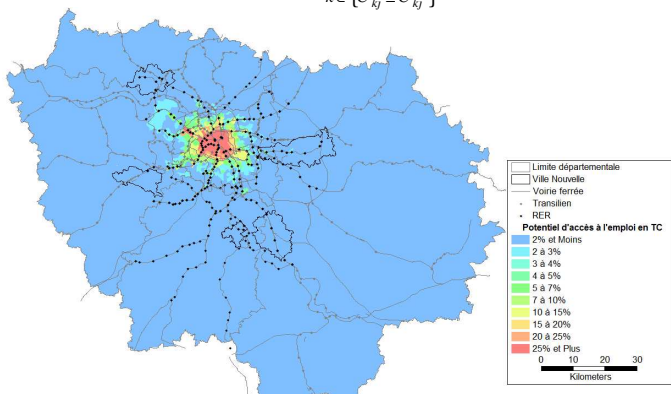 k∈{C_kj ≤ C_kj}
Limite départementale
Ville Nouvelle
Voirie ferrée
Transilien
RER
Potentiel d'accès à l'emploi en TC
2% et Moins
2 à 3%
3 à 4%
4 à 5%
5 à 7%
7 à 10%
10 à 15%
15 à 20%
20 à 25%
25% et Plus
0 10 20 30
Kilometers